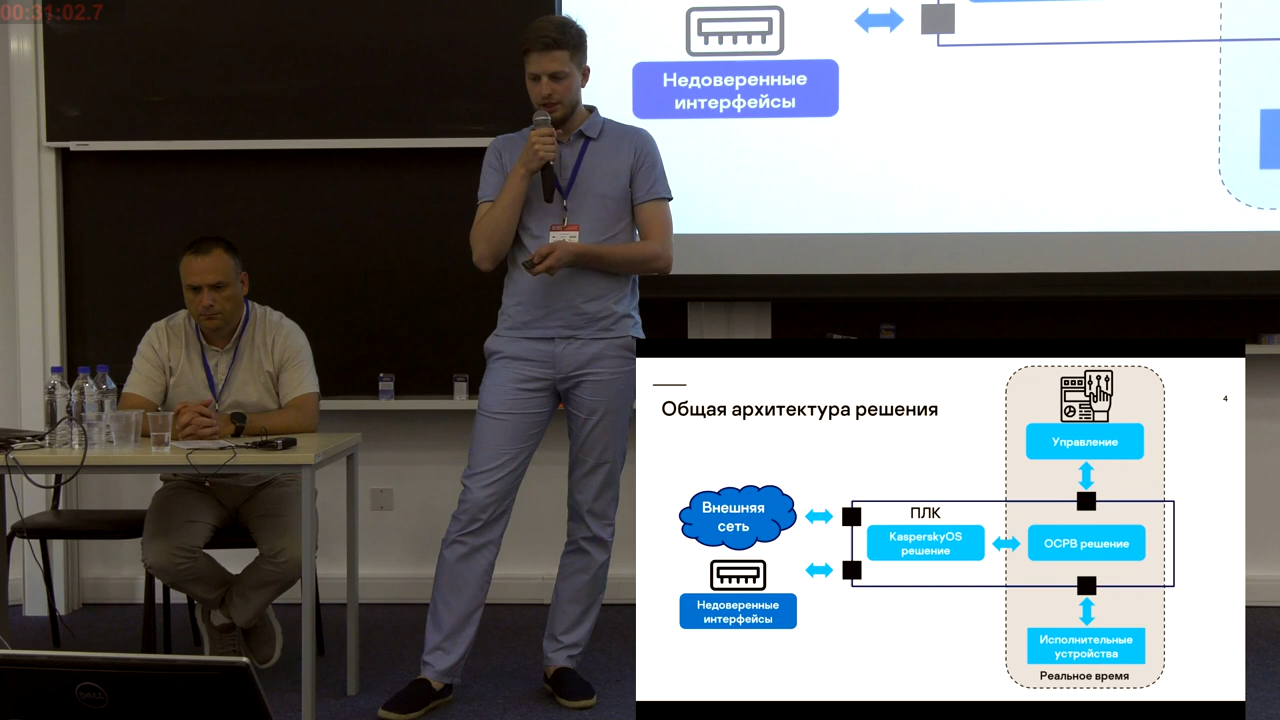 00:31:02.7
Недоверенные
интерфейсы
Общая архитектура решения
4
Управление
Внешняя
сеть
ПЛК
KasperskyOS
решение
ОСРВ решение
Недоверенные
интерфейсы
Исполнительные
устройства
Реальное время
DELL